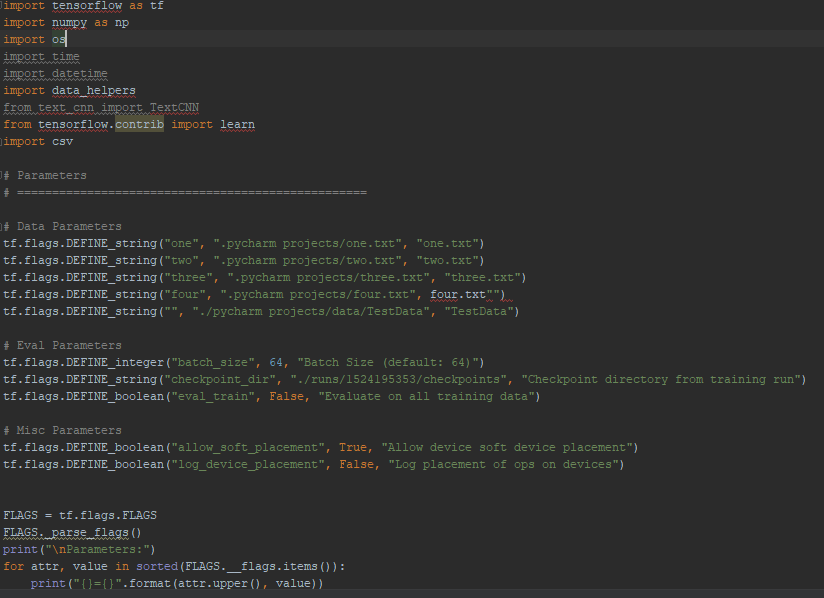 import tensorflow as tf
import numpy as np
import os
import time
import datetime
import data_helpers
from text_cnn import TextCNN
from tensorflow.contrib import learn
import csv
# Parameters
# ==================================================
# Data Parameters
tf.flags.DEFINE_string("one", ".pycharm projects/one.txt", "one.txt")
tf.flags.DEFINE_string("two", ".pycharm projects/two.txt", "two.txt")
tf.flags.DEFINE_string("three", ".pycharm projects/three.txt", "three.txt")
tf.flags.DEFINE_string("four", ".pycharm projects/four.txt", four.txt"")
tf.flags.DEFINE_string("", "./pycharm projects/data/TestData", "TestData")
# Eval Parameters
tf.flags.DEFINE_integer("batch_size", 64, "Batch Size (default: 64)")
tf.flags.DEFINE_string("checkpoint_dir", "./runs/1524195353/checkpoints", "Checkpoint directory from training run")
tf.flags.DEFINE_boolean("eval_train", False, "Evaluate on all training data")
# Misc Parameters
tf.flags.DEFINE_boolean("allow_soft_placement", True, "Allow device soft device placement")
tf.flags.DEFINE_boolean("log_device_placement", False, "Log placement of ops on devices")
FLAGS = tf.flags.FLAGS
FLAGS._parse_flags()
print("\nParameters:")
for attr, value in sorted(FLAGS.__flags.items()):
    print("{}={}".format(attr.upper(), value))